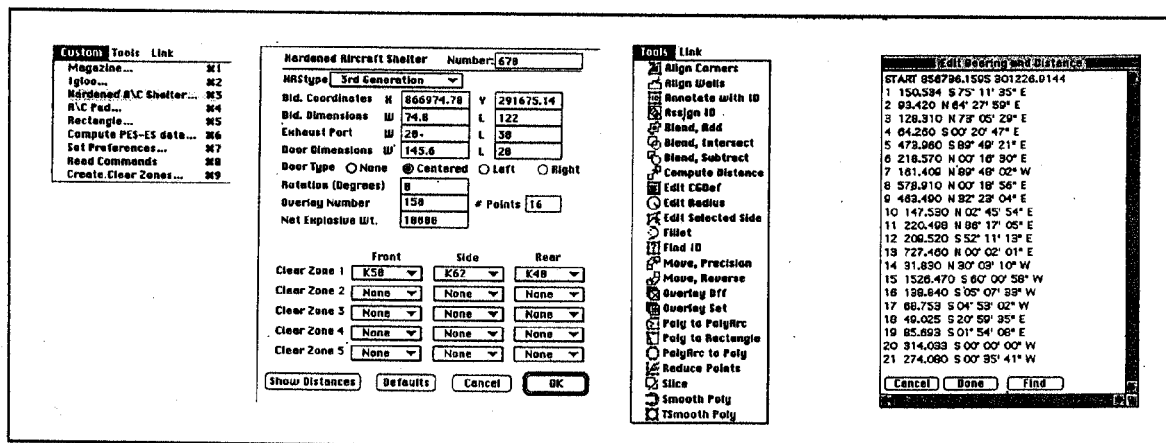 Custom Tools Link
Magazine... ⌘1
Igloo... ⌘2
Hardened A\C Shelter... ⌘3
A\C Pad... ⌘4
Rectangle... ⌘5
Compute PES-ES data... ⌘6
Set Preferences... ⌘7
Read Commands ⌘8
Create Clear Zones... ⌘9
Hardened Aircraft Shelter Number: 678
HAStype 3rd Generation
Bld. Coordinates X 866974.78 Y 291675.14
Bld. Dimensions W 74.8 L 122
Exhaust Port W 20- L 30
Door Dimensions W 145.6 L 20
Door Type None Centered Left Right
Rotation (Degrees) 0
Overlay Number 150 # Points 16
Net Explosive Wt.
Front Side Rear
Clear Zone 1 K50 K62 K40
Clear Zone 2 None None None
Clear Zone 3 None None None
Clear Zone 4 None None None
Clear Zone 5 None None None
Show Distances Defaults Cancel OK
Tools Link
Align Corners
Align Walls
Annotate with ID
Assign ID
Blend, Add
Blend, Intersect
Blend, Subtract
Compute Distance
Edit CGDef
Edit Radius
Edit Selected Side
Fillet
Find ID
Move, Precision
Move, Reverse
Overlay Off
Overlay Set
Poly to PolyArc
Poly to Rectangle
PolyArc to Poly
Reduce Points
Slice
Smooth Poly
TSmooth Poly
Edit Bearing and Distance
START 856796.1595 301226.9144
1 150.534 S 75° 11' 35" E
2 93.420 N 64° 27' 59" E
3 128.310 N 73° 05' 29" E
4 64.260 S 00° 20' 47" E
5 473.960 S 89° 49' 21" E
6 218.570 N 00° 16' 30" E
7 161.409 N 89° 48' 02" W
8 578.910 N 00° 18' 56" E
9 463.490 N 32° 23' 04" E
10 147.530 N 02° 45' 54" E
11 220.498 N 86° 17' 05" E
12 209.520 S 52° 11' 13" E
13 727.460 N 00° 02' 01" E
14 31.830 N 30° 03' 10" W
15 1526.470 S 60° 00' 58" W
16 139.840 S 05° 07' 33" W
17 68.753 S 04° 53' 02" W
18 49.025 S 20° 59' 35" E
19 85.693 S 01° 54' 08" E
20 314.033 S 00° 00' 00" W
21 274.080 S 00° 35' 41" W
Cancel Done Find